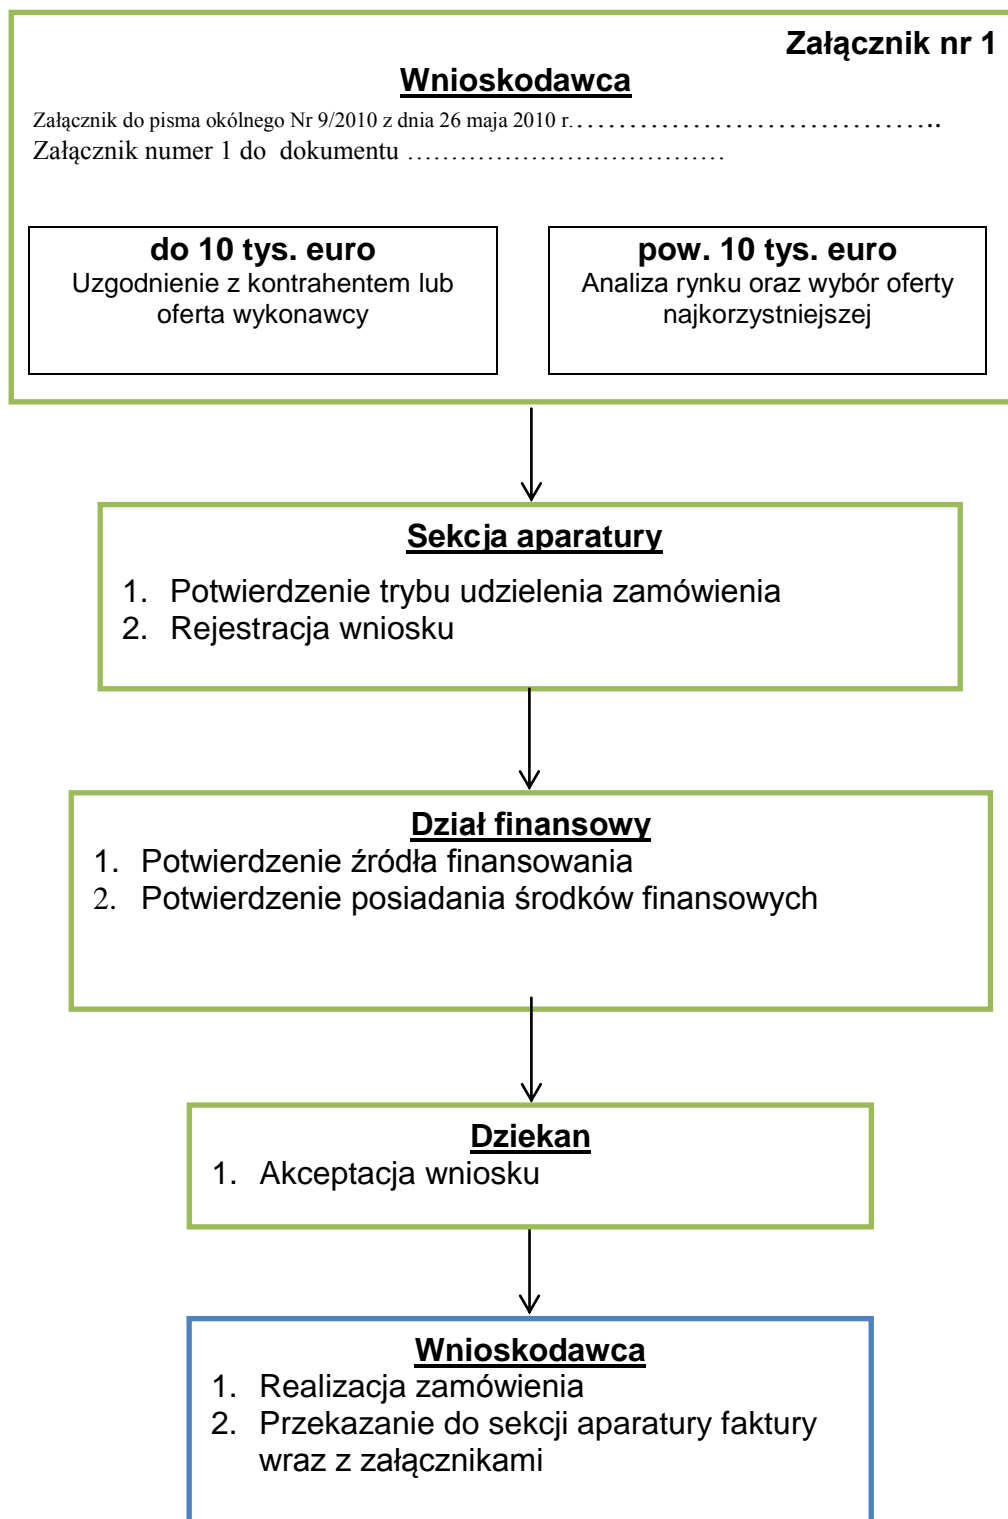 Załącznik nr 1
Wnioskodawca
Załącznik do pisma okólnego Nr 9/2010 z dnia 26 maja 2010 r.……………………………..
Załącznik numer 1 do dokumentu ………………………………
do 10 tys. euro
Uzgodnienie z kontrahentem lub
oferta wykonawcy
pow. 10 tys. euro
Analiza rynku oraz wybór oferty
najkorzystniejszej
Sekcja aparatury
1. Potwierdzenie trybu udzielenia zamówienia
2. Rejestracja wniosku
Dział finansowy
1. Potwierdzenie źródła finansowania
2. Potwierdzenie posiadania środków finansowych
Dziekan
1. Akceptacja wniosku
Wnioskodawca
1. Realizacja zamówienia
2. Przekazanie do sekcji aparatury faktury
wraz z załącznikami